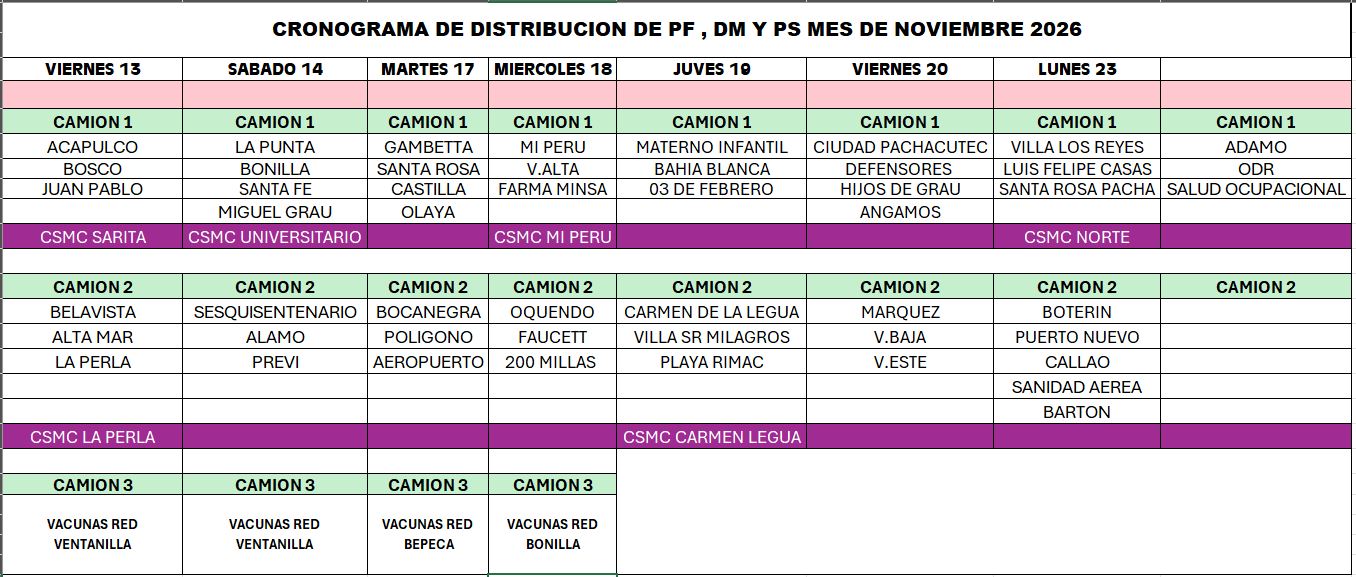 CRONOGRAMA DE DISTRIBUCION DE PF , DM Y PS MES DE NOVIEMBRE 2026
VIERNES 13 SABADO 14 MARTES 17 MIERCOLES 18 JUVES 19 VIERNES 20 LUNES 23
CAMION 1 CAMION 1 CAMION 1 CAMION 1 CAMION 1 CAMION 1 CAMION 1 CAMION 1
ACAPULCO LA PUNTA GAMBETTA MI PERU MATERNO INFANTIL CIUDAD PACHACUTEC VILLA LOS REYES ADAMO
BOSCO BONILLA SANTA ROSA V.ALTA BAHIA BLANCA DEFENSORES LUIS FELIPE CASAS ODR
JUAN PABLO SANTA FE CASTILLA FARMA MINSA 03 DE FEBRERO HIJOS DE GRAU SANTA ROSA PACHA SALUD OCUPACIONAL
MIGUEL GRAU OLAYA ANGAMOS
CSMC SARITA CSMC UNIVERSITARIO CSMC MI PERU CSMC NORTE
CAMION 2 CAMION 2 CAMION 2 CAMION 2 CAMION 2 CAMION 2 CAMION 2 CAMION 2
BELAVISTA SESQUISENTENARIO BOCANEGRA OQUENDO CARMEN DE LA LEGUA MARQUEZ BOTERIN
ALTA MAR ALAMO POLIGONO FAUCETT VILLA SR MILAGROS V.BAJA PUERTO NUEVO
LA PERLA PREVI AEROPUERTO 200 MILLAS PLAYA RIMAC V.ESTE CALLAO
SANIDAD AEREA
BARTON
CSMC LA PERLA CSMC CARMEN LEGUA
CAMION 3 CAMION 3 CAMION 3 CAMION 3
VACUNAS RED VACUNAS RED VACUNAS RED VACUNAS RED
VENTANILLA VENTANILLA BEPECA BONILLA